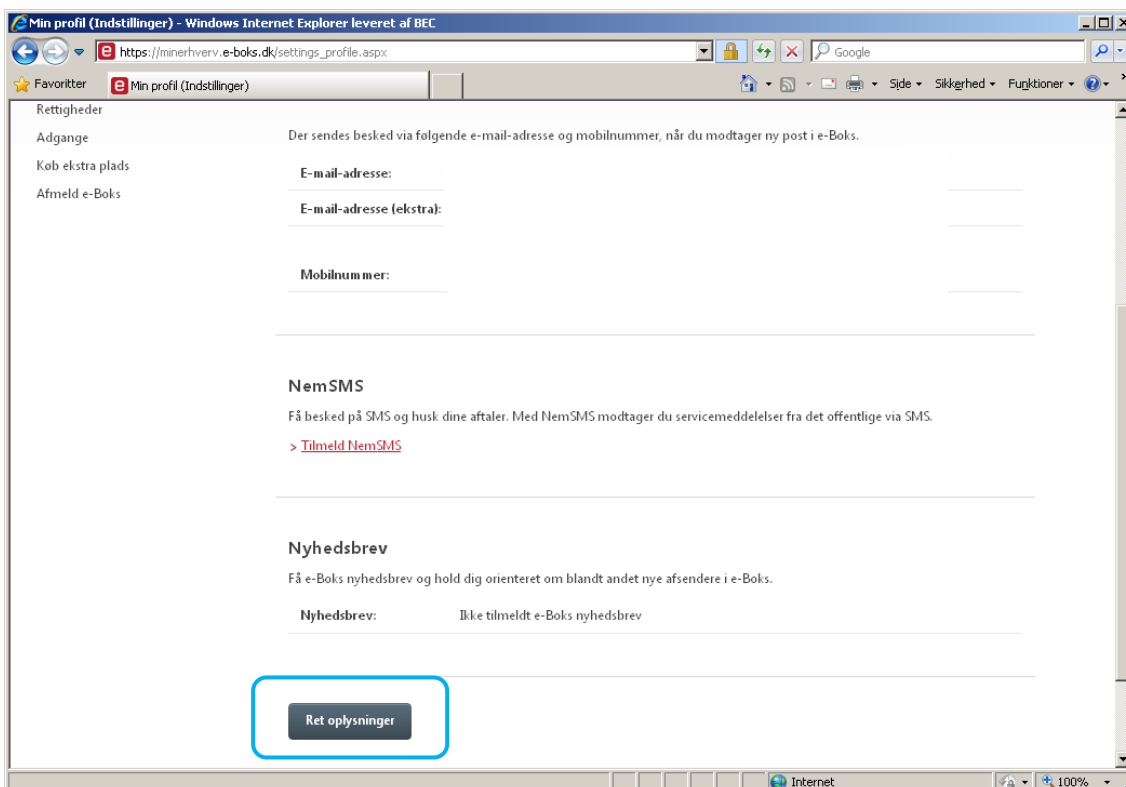 Min profil (Indstillinger) - Windows Internet Explorer leveret af BEC
https://minerhverv.e-boks.dk/settings_profile.aspx
Google
Favoritter
Min profil (Indstillinger)
Side
Sikkerhed
Funktioner
Rettigheder
Adgange
Køb ekstra plads
Afmeld e-Boks
Der sendes besked via følgende e-mail-adresse og mobilnummer, når du modtager ny post i e-Boks.
E-mail-adresse:
E-mail-adresse (ekstra):
Mobilnummer:
NemSMS
Få besked på SMS og husk dine aftaler. Med NemSMS modtager du servicemeddelelser fra det offentlige via SMS.
> Tilmeld NemSMS
Nyhedsbrev
Få e-Boks nyhedsbrev og hold dig orienteret om blandt andet nye afsendere i e-Boks.
Nyhedsbrev: Ikke tilmeldt e-Boks nyhedsbrev
Ret oplysninger
Internet
100%